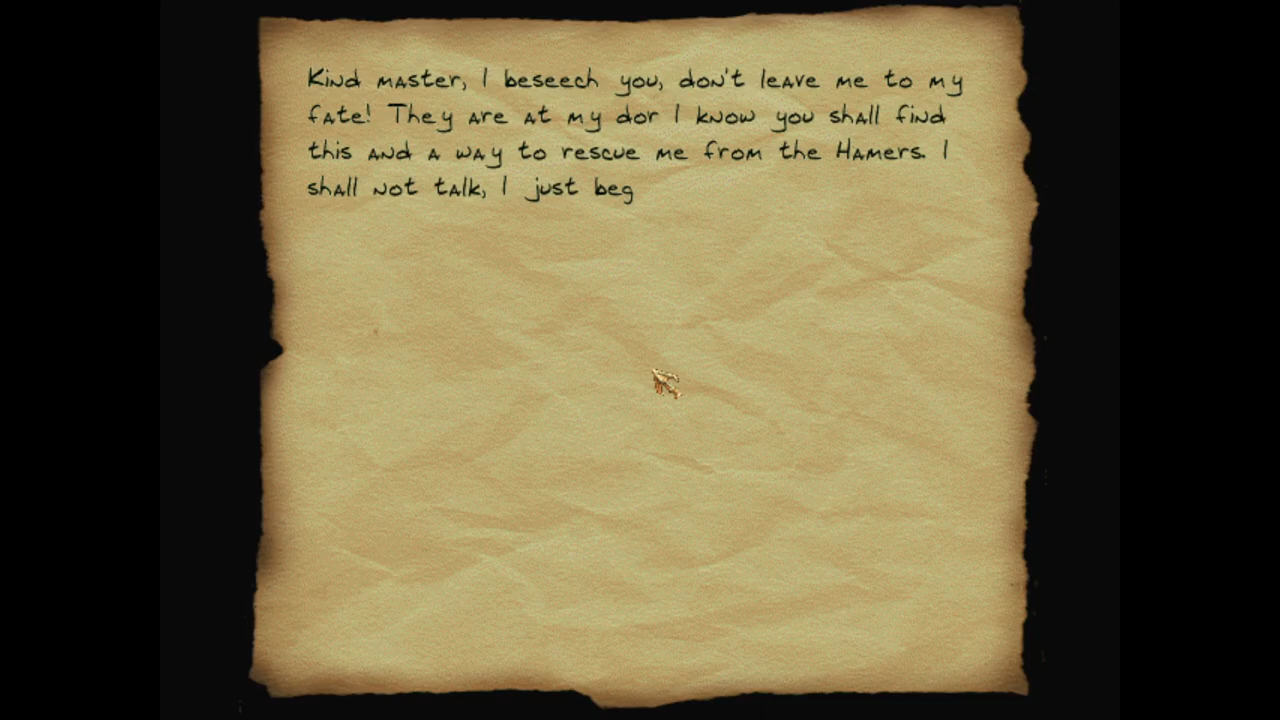 Kind master, I beseech you, don't leave me to my
fate! They are at my dor I know you shall find
this and a way to rescue me from the Hamers. I
shall not talk, I just beg